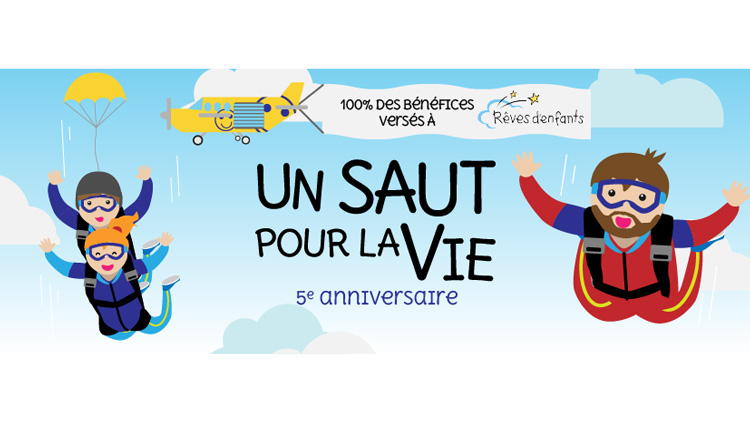 100% DES BÉNÉFICES
VERSÉS À
Rêves d'enfants
UN SAUT
POUR LA VIE
5e anniversaire